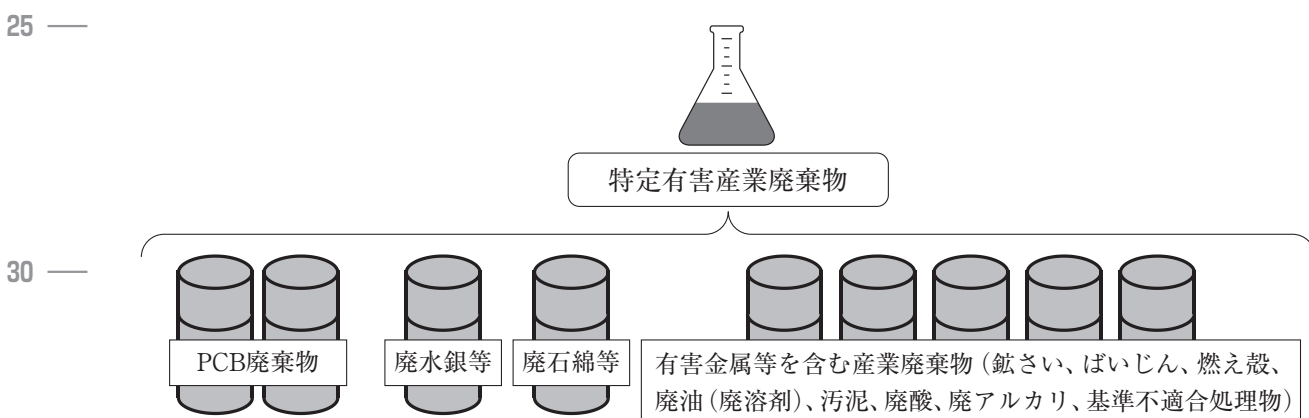 25
特定有害産業廃棄物
30
PCB廃棄物
廃水銀等
廃石綿等
有害金属等を含む産業廃棄物（鉱さい、ばいじん、燃え殻、
廃油（廃溶剤）、汚泥、廃酸、廃アルカリ、基準不適合処理物）